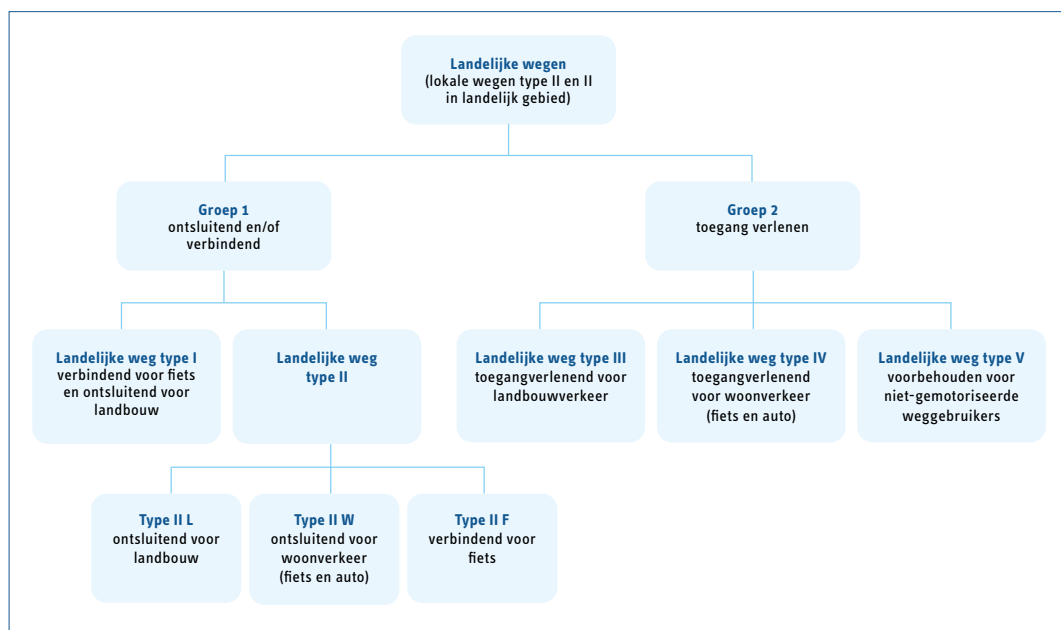 Landelijke wegen
(lokale wegen type II en II
in landelijk gebied)
Groep 1
ontsluitend en/of
verbindend
Groep 2
toegang verlenen
Landelijke weg type I
verbindend voor fiets
en ontsluitend voor
landbouw
Landelijke weg
type II
Landelijke weg type III
toegangverlenend voor
landbouwverkeer
Landelijke weg type IV
toegangverlenend
voor woonverkeer
(fiets en auto)
Landelijke weg type V
voorbehouden voor
niet-gemotoriseerde
weggebruikers
Type II L
ontsluitend voor
landbouw
Type II W
ontsluitend voor
woonverkeer
(fiets en auto)
Type II F
verbindend voor
fiets